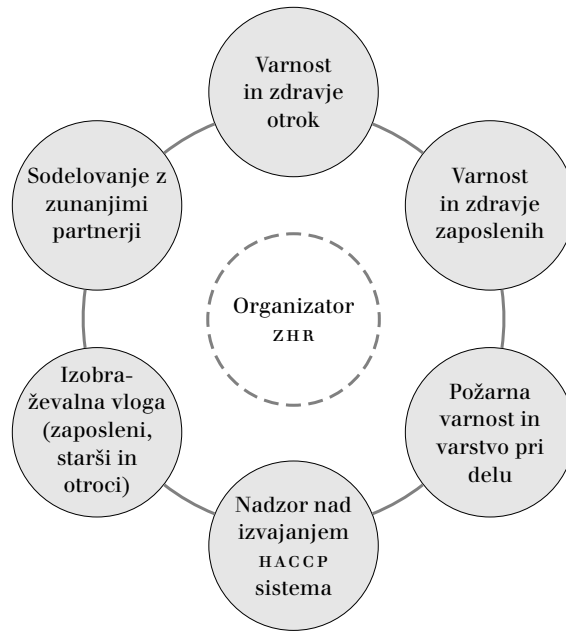 Varnost
in zdravje
otrok
Varnost
in zdravje
zaposlenih
Požarna
varnost in
varstvo pri
delu
Nadzor nad
izvajanjem
HACCP
sistema
Izobra-
ževalna vloga
(zaposleni,
starši in
otroci)
Sodelovanje z
zunanjimi
partnerji
Organizator
ZHR